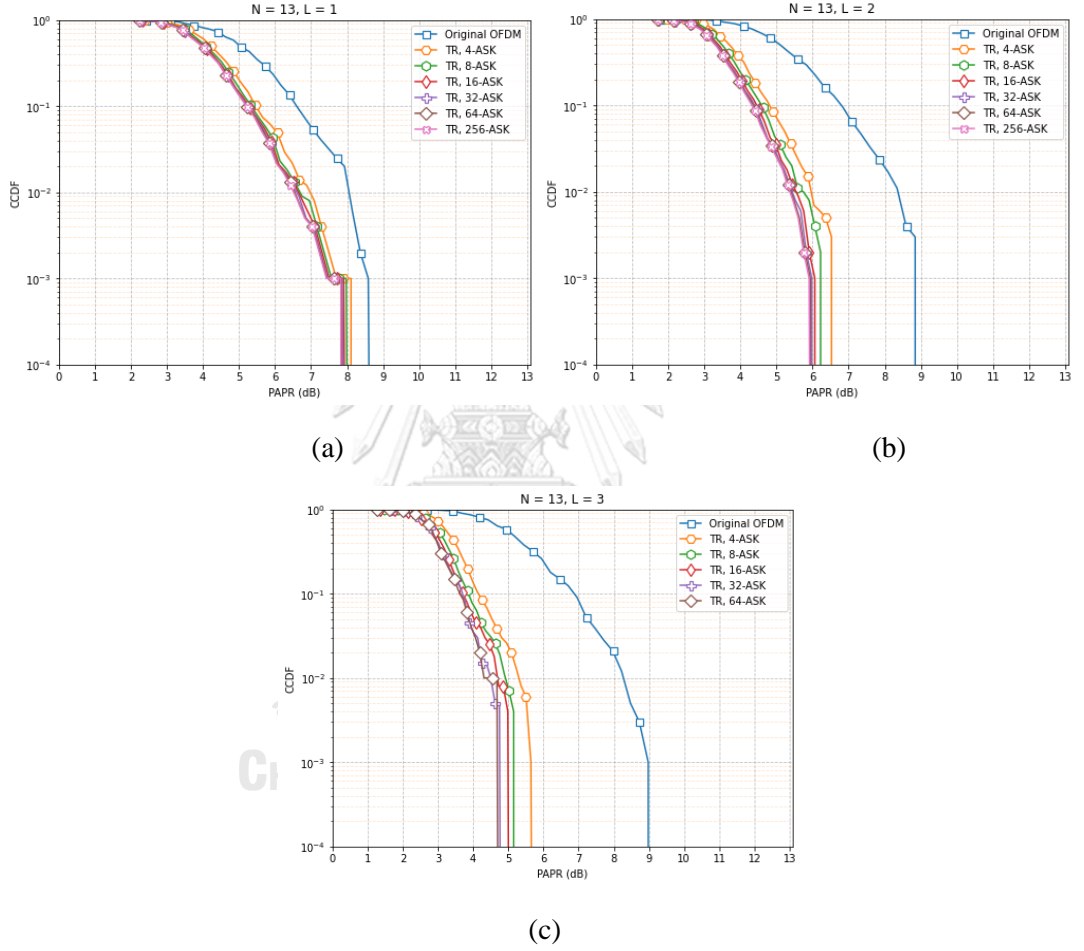 N = 13, L = 1
Original OFDM
TR, 4-ASK
TR, 8-ASK
TR, 16-ASK
TR, 32-ASK
TR, 64-ASK
TR, 256-ASK
CCDF
10⁰
10⁻¹
10⁻²
10⁻³
10⁻⁴
0 1 2 3 4 5 6 7 8 9 10 11 12 13
PAPR (dB)
(a)
N = 13, L = 2
Original OFDM
TR, 4-ASK
TR, 8-ASK
TR, 16-ASK
TR, 32-ASK
TR, 64-ASK
TR, 256-ASK
CCDF
10⁰
10⁻¹
10⁻²
10⁻³
10⁻⁴
0 1 2 3 4 5 6 7 8 9 10 11 12 13
PAPR (dB)
(b)
N = 13, L = 3
Original OFDM
TR, 4-ASK
TR, 8-ASK
TR, 16-ASK
TR, 32-ASK
TR, 64-ASK
CCDF
10⁰
10⁻¹
10⁻²
10⁻³
10⁻⁴
0 1 2 3 4 5 6 7 8 9 10 11 12 13
PAPR (dB)
(c)